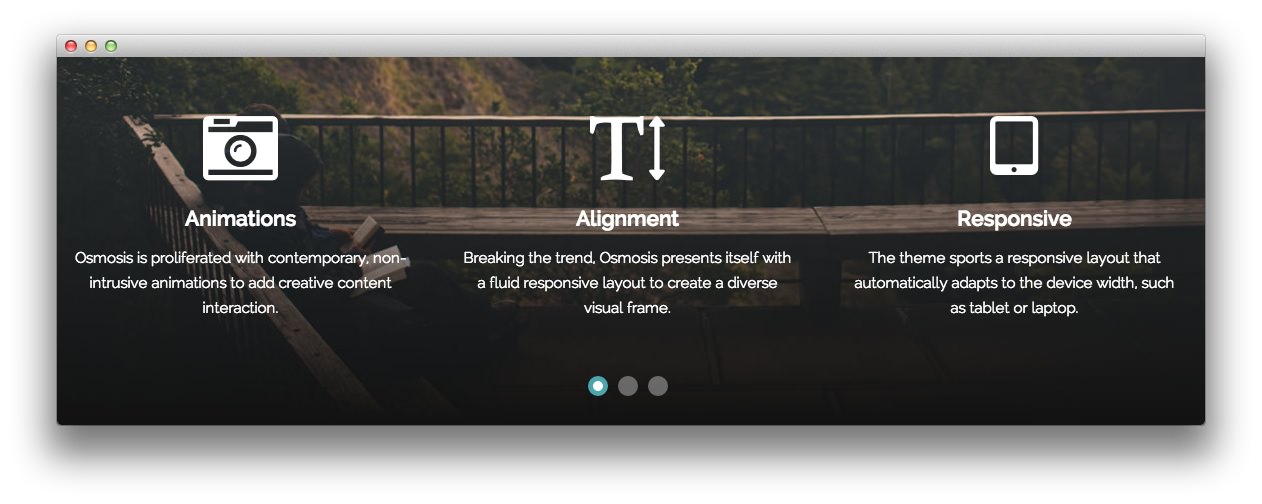 Animations
Osmosis is proliferated with contemporary, non-
intrusive animations to add creative content
interaction.
T
Alignment
Breaking the trend, Osmosis presents itself with
a fluid responsive layout to create a diverse
visual frame.
Responsive
The theme sports a responsive layout that
automatically adapts to the device width, such
as tablet or laptop.